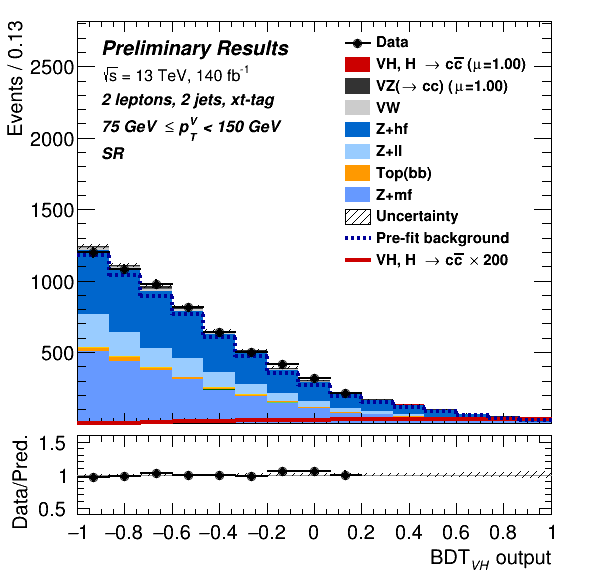 Events / 0.13
2500
2000
1500
1000
500
Preliminary Results
√s = 13 TeV, 140 fb⁻¹
2 leptons, 2 jets, xt-tag
75 GeV ≤ p_T^V < 150 GeV
SR
Data
VH, H → cc̅ (μ=1.00)
VZ(→ cc) (μ=1.00)
VW
Z+hf
Z+ll
Top(bb)
Z+mf
Uncertainty
Pre-fit background
VH, H → cc̅ × 200
Data/Pred.
1.5
1
0.5
−1 −0.8 −0.6 −0.4 −0.2 0 0.2 0.4 0.6 0.8 1
BDT_VH output